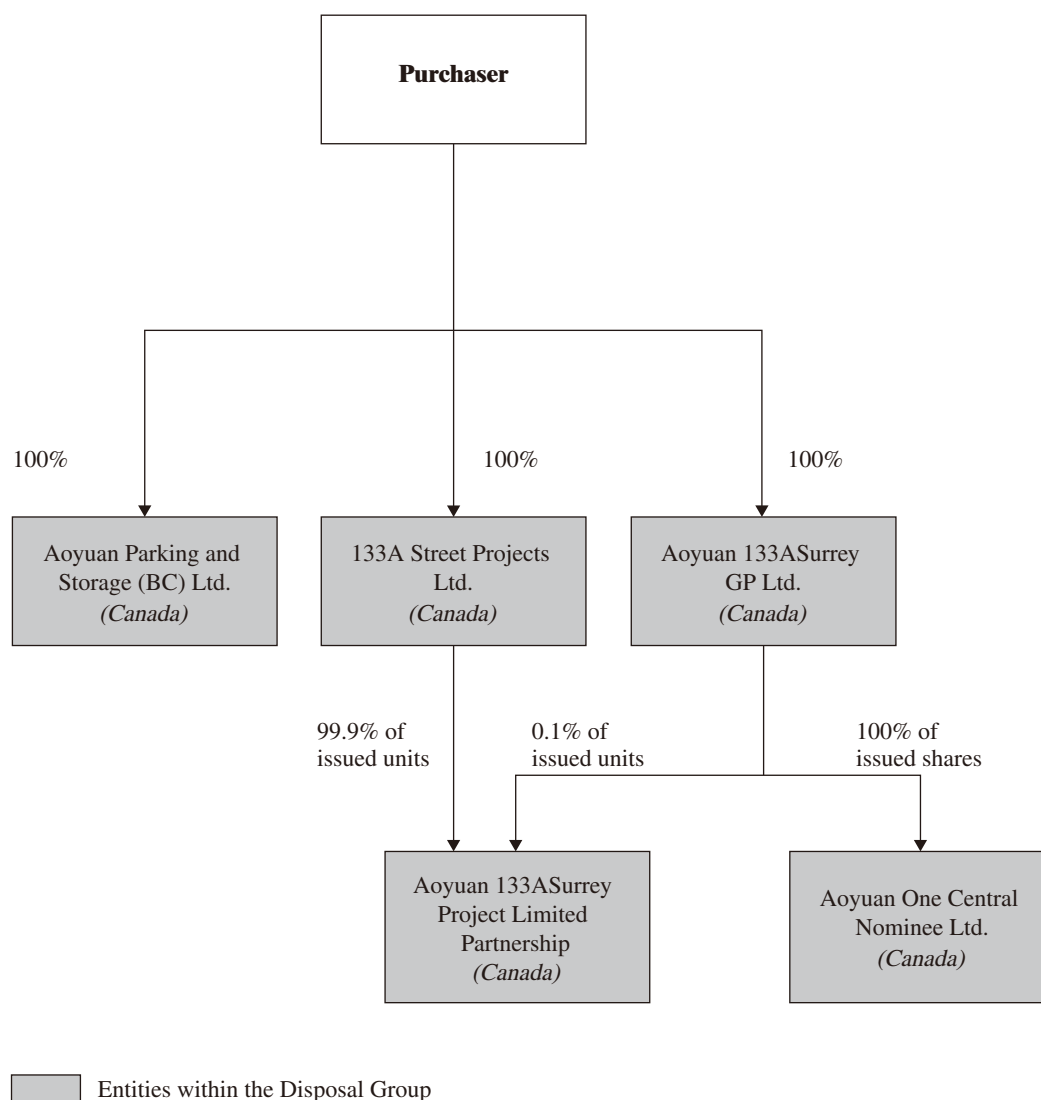 Purchaser
100%
100%
100%
Aoyuan Parking and
Storage (BC) Ltd.
(Canada)
133A Street Projects
Ltd.
(Canada)
Aoyuan 133ASurrey
GP Ltd.
(Canada)
99.9% of
issued units
0.1% of
issued units
100% of
issued shares
Aoyuan 133ASurrey
Project Limited
Partnership
(Canada)
Aoyuan One Central
Nominee Ltd.
(Canada)
Entities within the Disposal Group